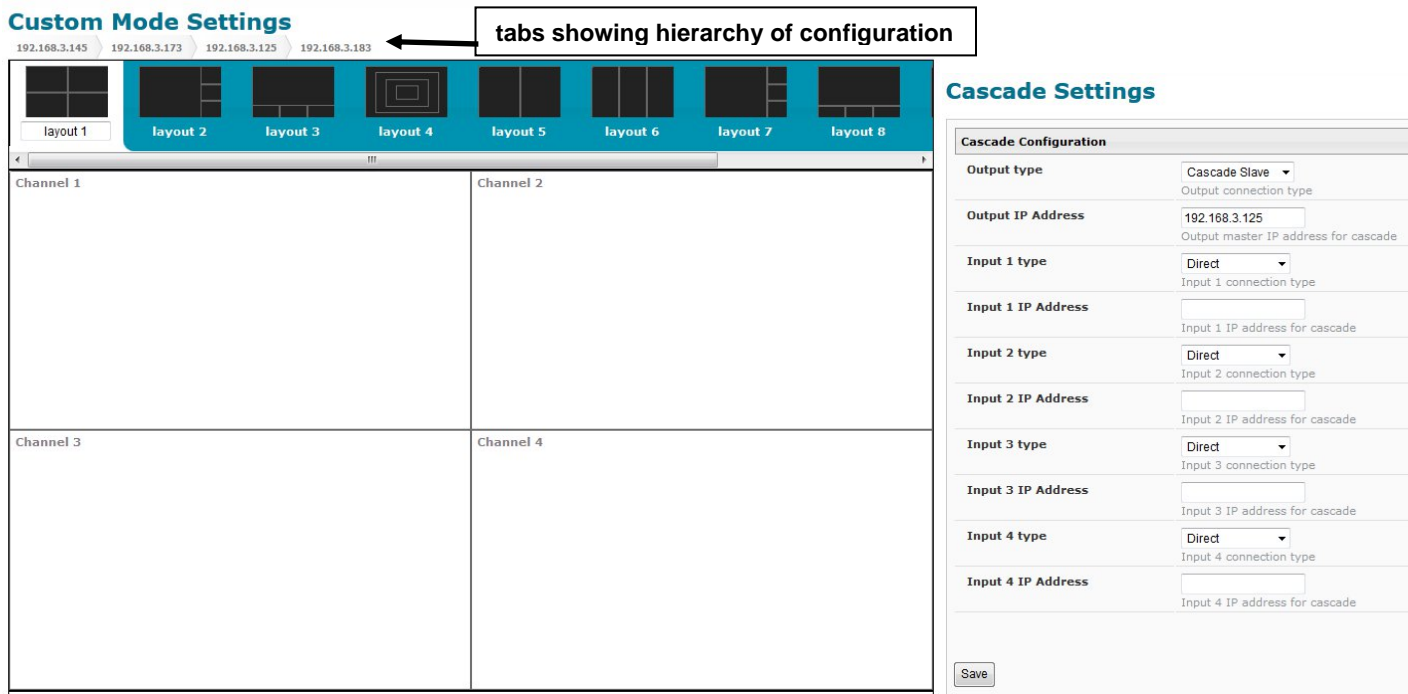 Custom Mode Settings
tabs showing hierarchy of configuration
192.168.3.145 192.168.3.173 192.168.3.125 192.168.3.183
layout 1 layout 2 layout 3 layout 4 layout 5 layout 6 layout 7 layout 8
Channel 1
Channel 2
Channel 3
Channel 4
Cascade Settings
Cascade Configuration
Output type Cascade Slave
Output connection type
Output IP Address 192.168.3.125
Output master IP address for cascade
Input 1 type Direct
Input 1 connection type
Input 1 IP Address
Input 1 IP address for cascade
Input 2 type Direct
Input 2 connection type
Input 2 IP Address
Input 2 IP address for cascade
Input 3 type Direct
Input 3 connection type
Input 3 IP Address
Input 3 IP address for cascade
Input 4 type Direct
Input 4 connection type
Input 4 IP Address
Input 4 IP address for cascade
Save